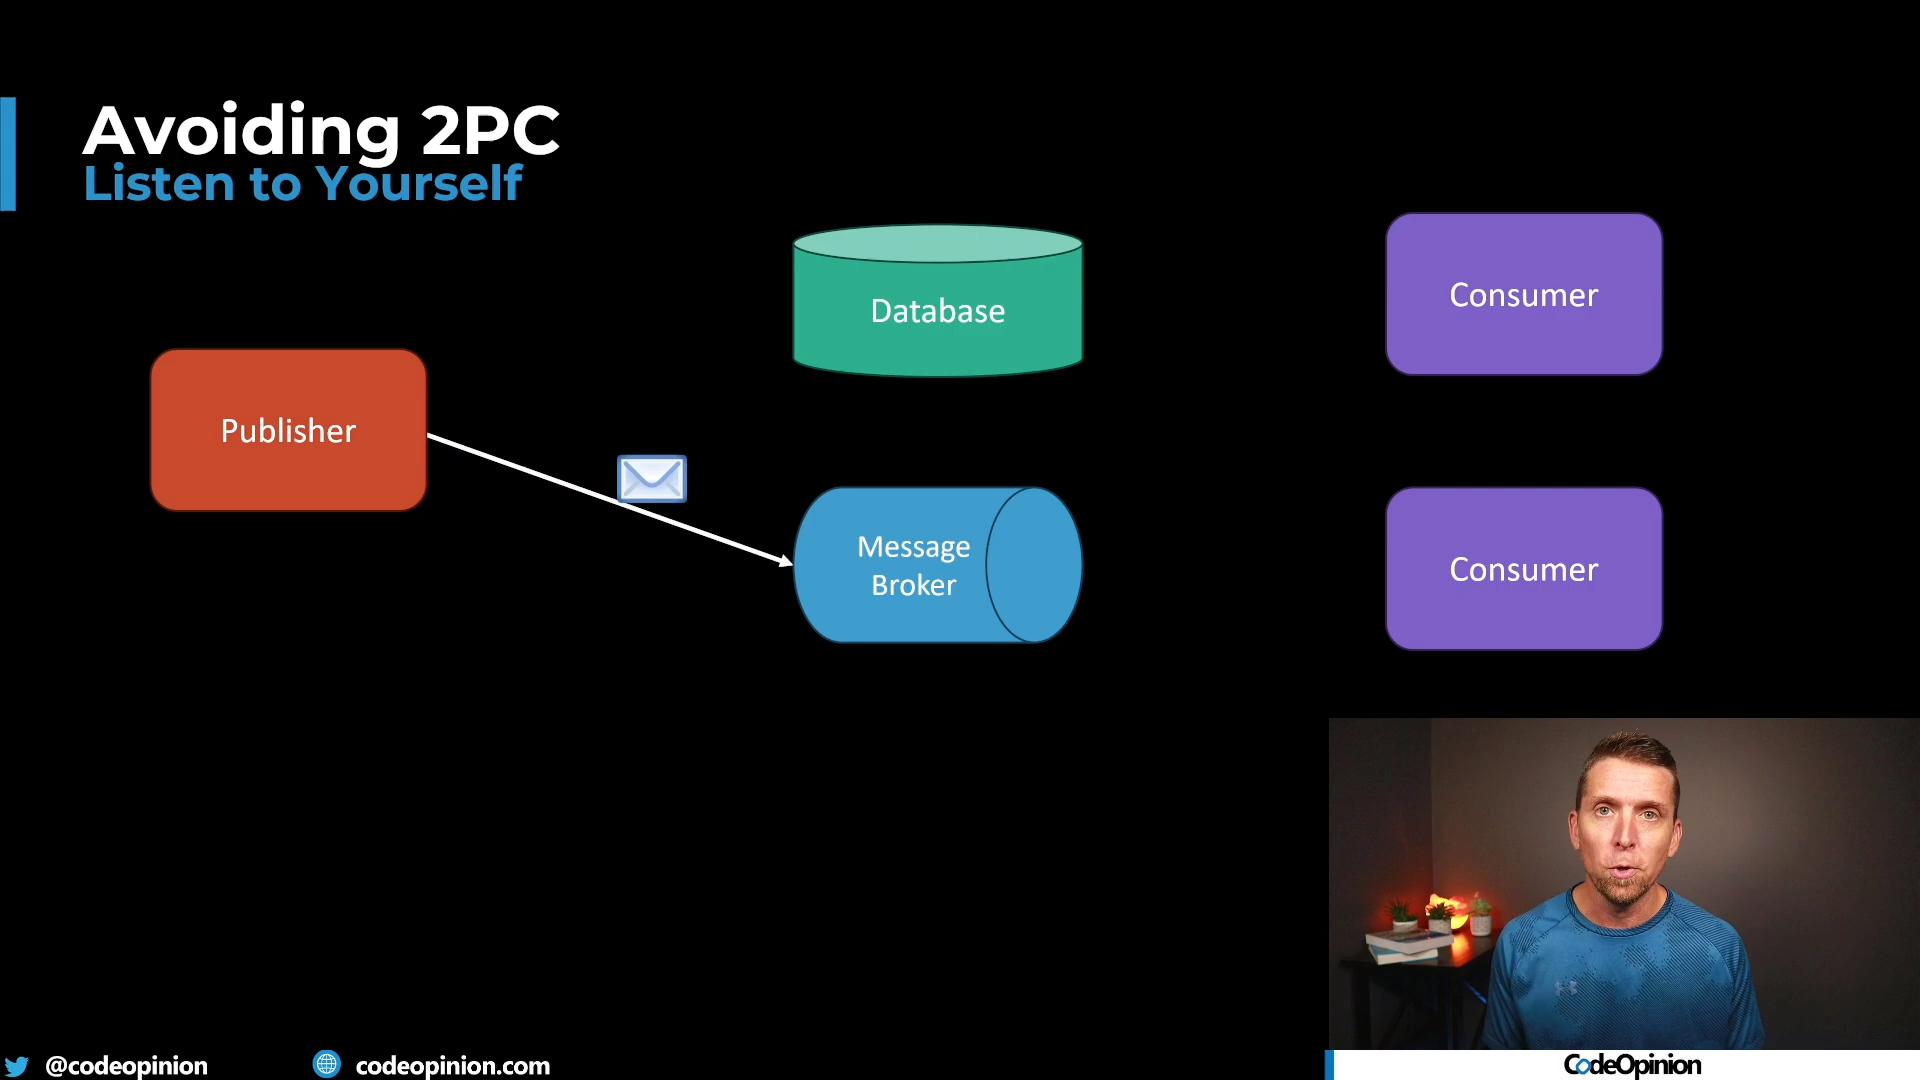 Avoiding 2PC
Listen to Yourself
Database
Consumer
Publisher
Message
Broker
Consumer
@codeopinion
codeopinion.com
CodeOpinion